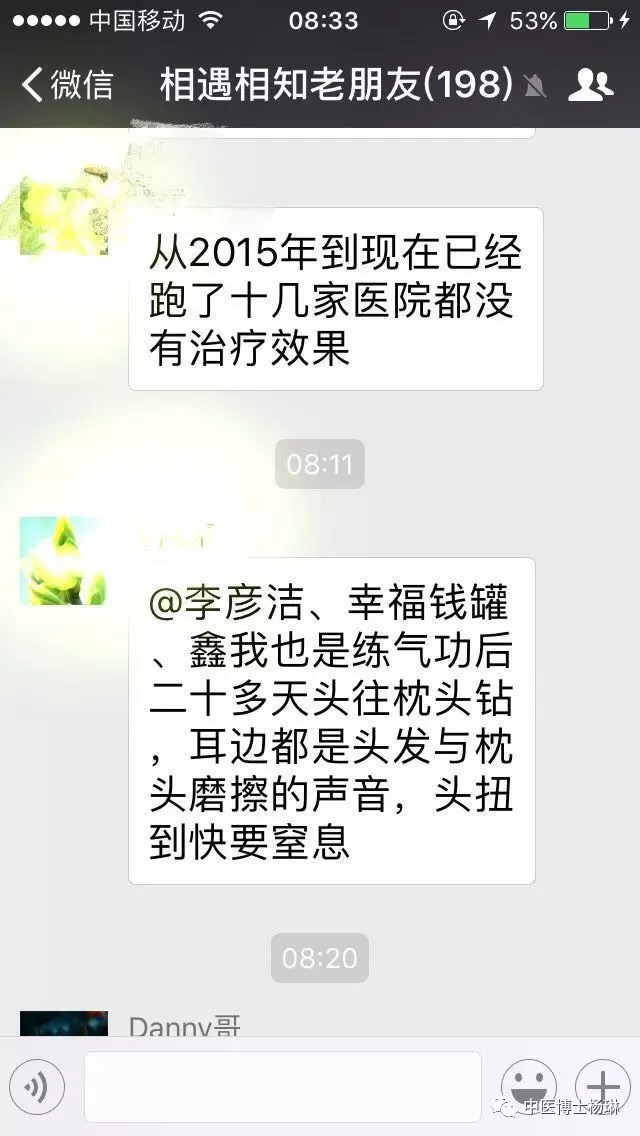 中国移动 08:33 53%
微信 相遇相知老朋友(198)
从2015年到现在已经
跑了十几家医院都没
有治疗效果
08:11
@李彦洁、幸福钱罐
、鑫我也是练气功后
二十多天头往枕头钻
，耳边都是头发与枕
头磨擦的声音，头扭
到快要窒息
08:20
Danny哥
中医博士杨琳